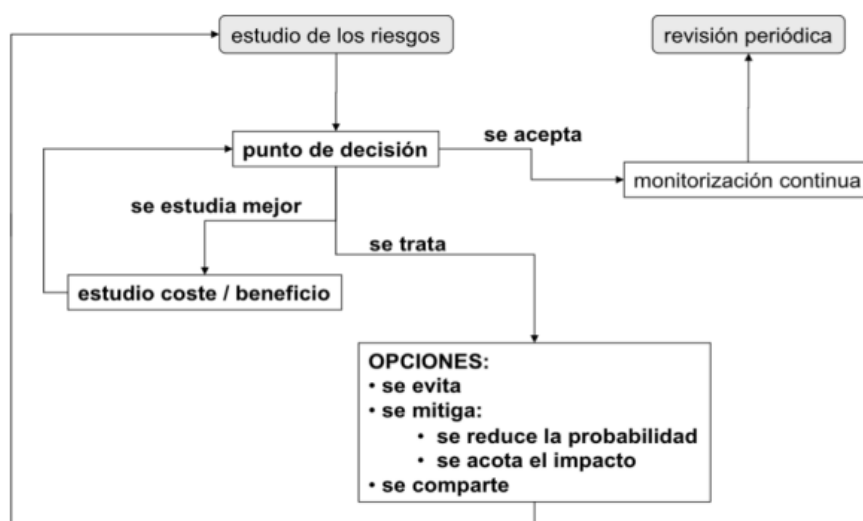 estudio de los riesgos
revisión periódica
punto de decisión
se acepta
monitorización continua
se estudia mejor
se trata
estudio coste / beneficio
OPCIONES:
• se evita
• se mitiga:
• se reduce la probabilidad
• se acota el impacto
• se comparte